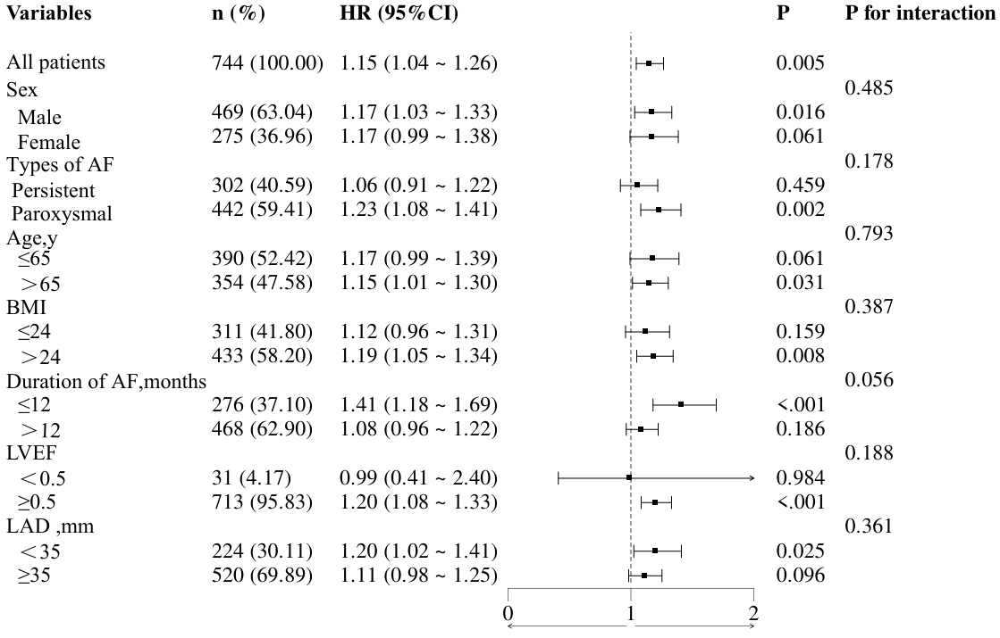 Variables n (%) HR (95%CI) P P for interaction
All patients 744 (100.00) 1.15 (1.04 ~ 1.26) 0.005
Sex 0.485
Male 469 (63.04) 1.17 (1.03 ~ 1.33) 0.016
Female 275 (36.96) 1.17 (0.99 ~ 1.38) 0.061
Types of AF 0.178
Persistent 302 (40.59) 1.06 (0.91 ~ 1.22) 0.459
Paroxysmal 442 (59.41) 1.23 (1.08 ~ 1.41) 0.002
Age,y 0.793
≤65 390 (52.42) 1.17 (0.99 ~ 1.39) 0.061
＞65 354 (47.58) 1.15 (1.01 ~ 1.30) 0.031
BMI 0.387
≤24 311 (41.80) 1.12 (0.96 ~ 1.31) 0.159
＞24 433 (58.20) 1.19 (1.05 ~ 1.34) 0.008
Duration of AF,months 0.056
≤12 276 (37.10) 1.41 (1.18 ~ 1.69) <.001
＞12 468 (62.90) 1.08 (0.96 ~ 1.22) 0.186
LVEF 0.188
＜0.5 31 (4.17) 0.99 (0.41 ~ 2.40) 0.984
≥0.5 713 (95.83) 1.20 (1.08 ~ 1.33) <.001
LAD ,mm 0.361
＜35 224 (30.11) 1.20 (1.02 ~ 1.41) 0.025
≥35 520 (69.89) 1.11 (0.98 ~ 1.25) 0.096
0 1 2